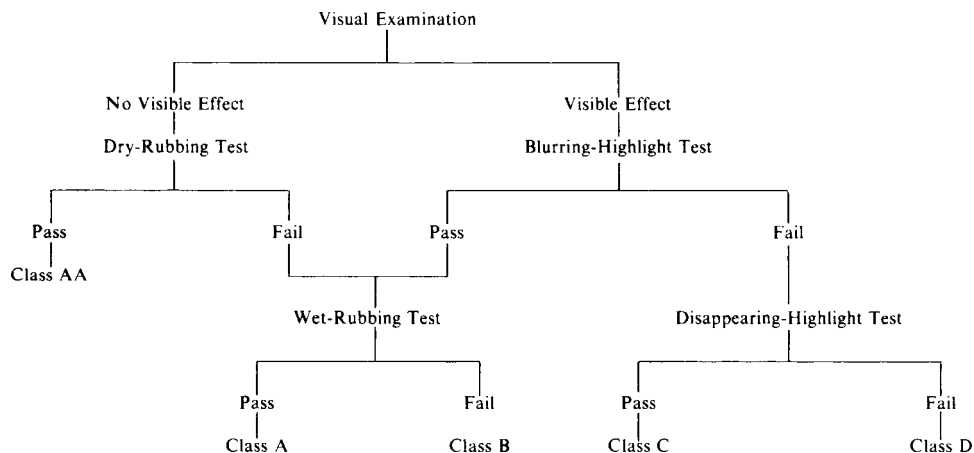 Visual Examination
No Visible Effect
Visible Effect
Dry-Rubbing Test
Blurring-Highlight Test
Pass
Fail
Pass
Fail
Class AA
Wet-Rubbing Test
Disappearing-Highlight Test
Pass
Fail
Pass
Fail
Class A
Class B
Class C
Class D